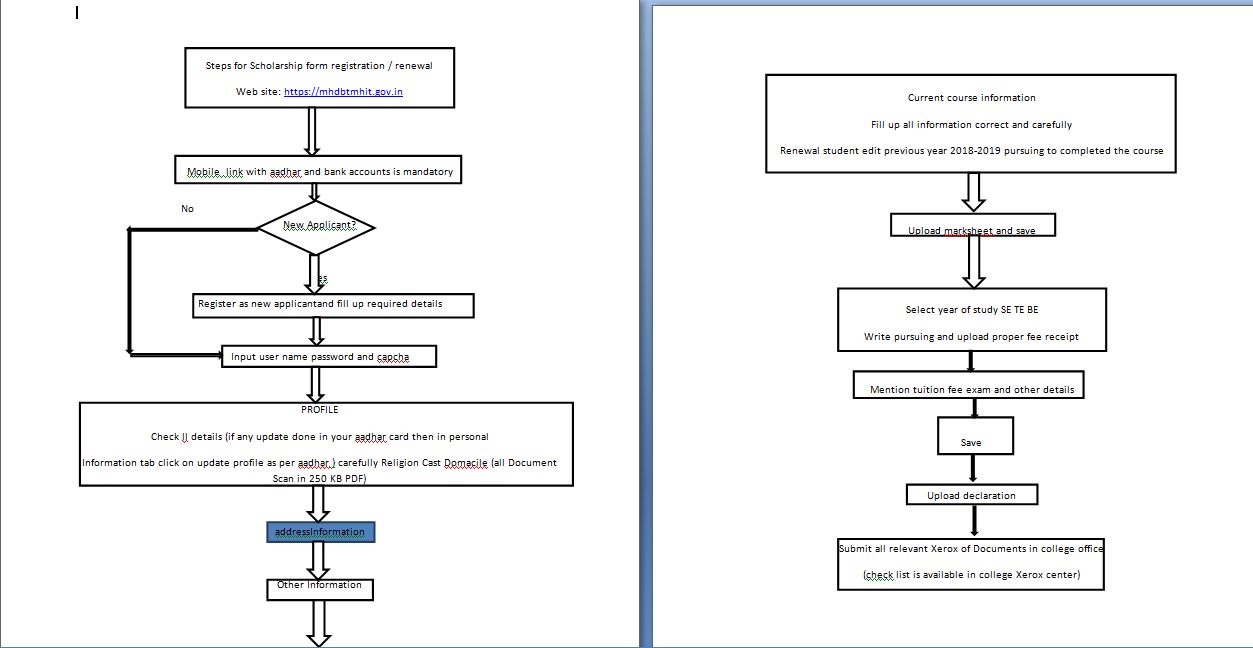 Steps for Scholarship form registration / renewal
Web site: https://mhdbtmhit.gov.in
Mobile link with aadhar and bank accounts is mandatory
No
New Applicant?
es
Register as new applicantand fill up required details
Input user name password and capcha
PROFILE
Check ll details (if any update done in your aadhar card then in personal
Information tab click on update profile as per aadhar ) carefully Religion Cast Domacile (all Document
Scan in 250 KB PDF)
addressInformation
Other Information
Current course information
Fill up all information correct and carefully
Renewal student edit previous year 2018-2019 pursuing to completed the course
Upload marksheet and save
Select year of study SE TE BE
Write pursuing and upload proper fee receipt
Mention tuition fee exam and other details
Save
Upload declaration
Submit all relevant Xerox of Documents in college office
(check list is available in college Xerox center)